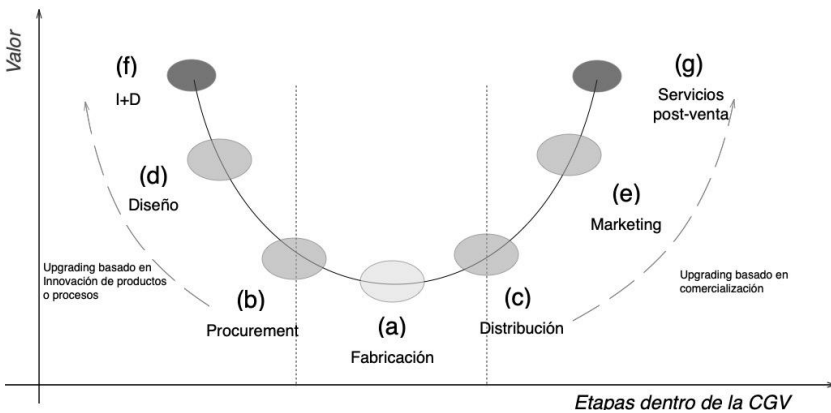 Valor
(f)
I+D
(g)
Servicios
post-venta
(d)
Diseño
(e)
Marketing
Upgrading basado en
Innovación de productos
o procesos
(b)
Procurement
(a)
Fabricación
(c)
Distribución
Upgrading basado en
comercialización
Etapas dentro de la CGV